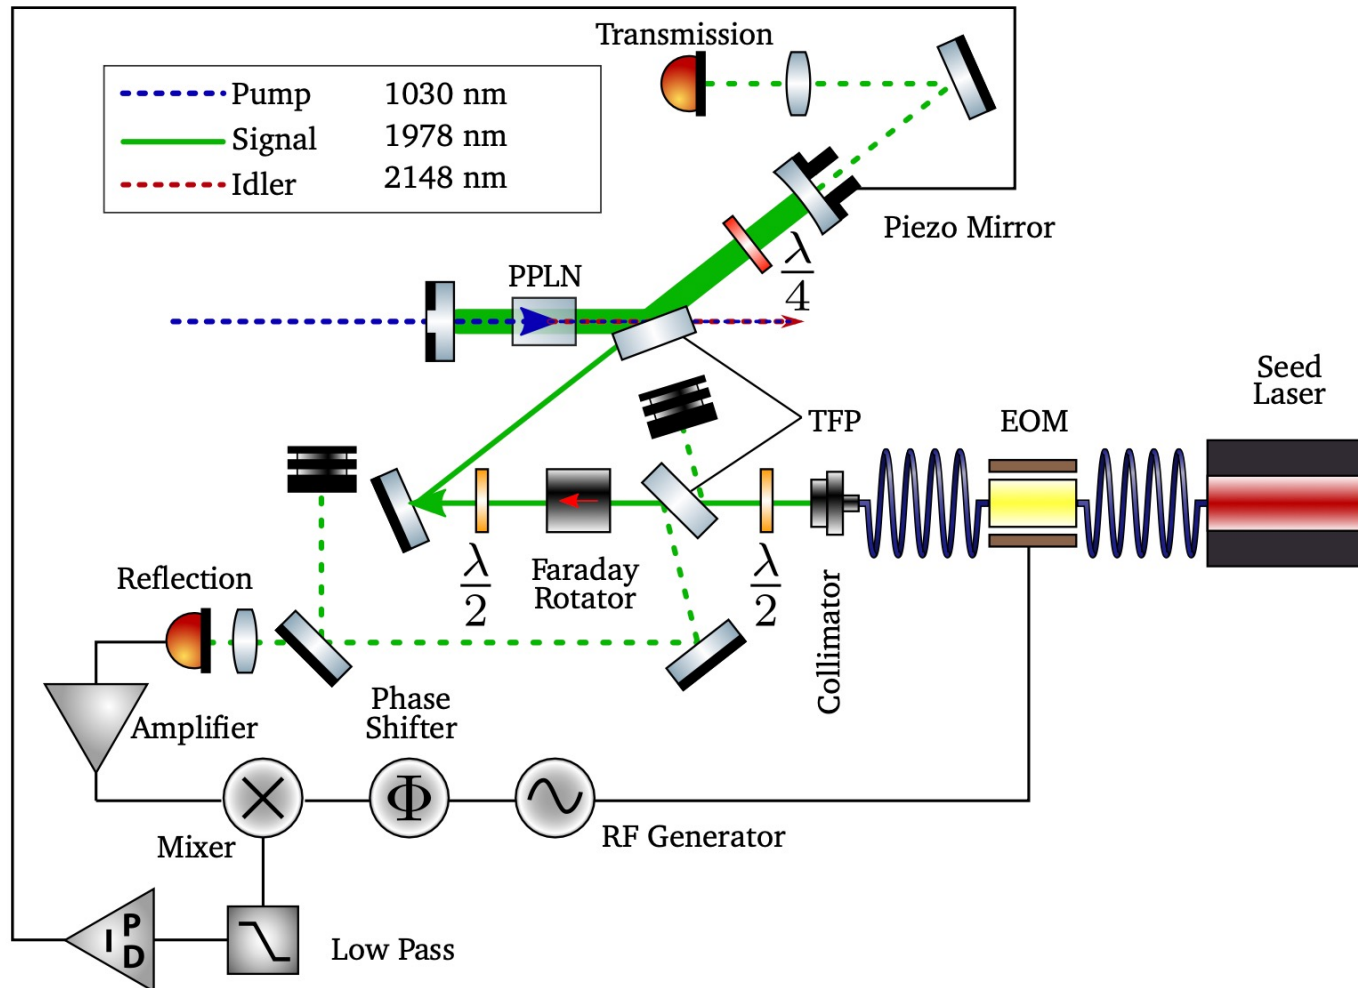 Transmission
Pump 1030 nm
Signal 1978 nm
Idler 2148 nm
Piezo Mirror
λ
4
PPLN
Seed
Laser
TFP
EOM
λ
2
Faraday
Rotator
λ
2
Collimator
Reflection
Phase
Shifter
Amplifier
Φ
RF Generator
Mixer
P
I
D
Low Pass